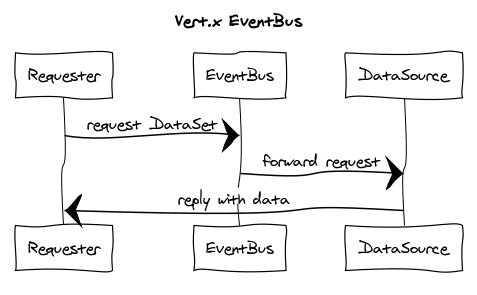 Vert.x EventBus
Requester
EventBus
DataSource
request DataSet
forward request
reply with data
Requester
EventBus
DataSource